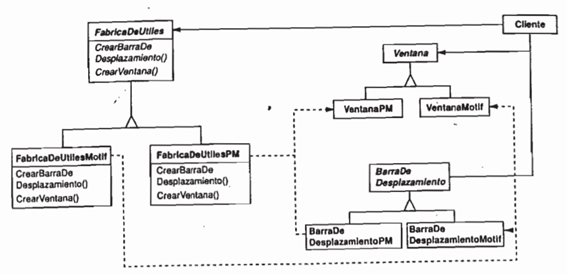 Cliente
FabricaDeUtiles
CrearBarraDe
Desplazamiento()
CrearVentana()
Ventana
VentanaPM
VentanaMotif
FabricaDeUtilesMotif
CrearBarraDe
Desplazamiento()
CrearVentana()
FabricaDeUtilesPM
CrearBarraDe
Desplazamiento()
CrearVentana()
BarraDe
Desplazamiento
BarraDe
DesplazamientoPM
BarraDe
DesplazamientoMotif